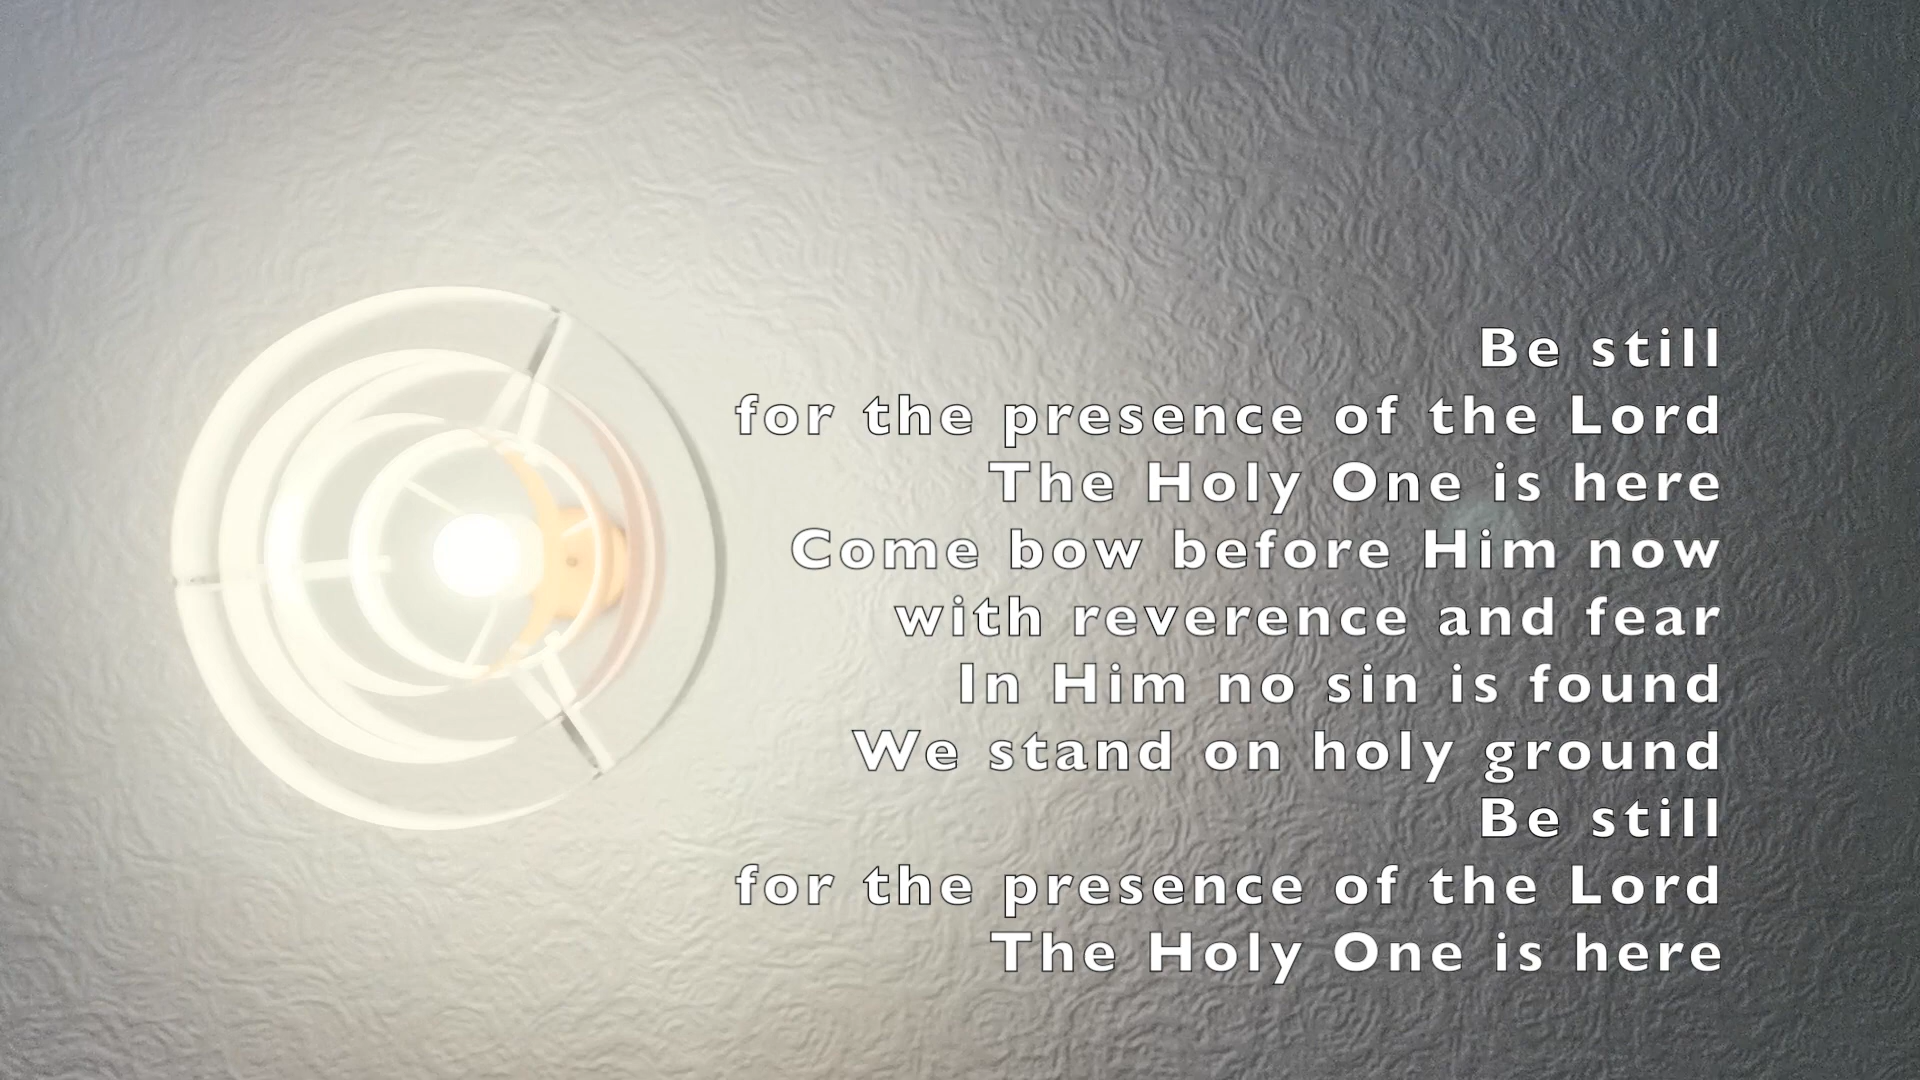 Be still
for the presence of the Lord
The Holy One is here
Come bow before Him now
with reverence and fear
In Him no sin is found
We stand on holy ground
Be still
for the presence of the Lord
The Holy One is here